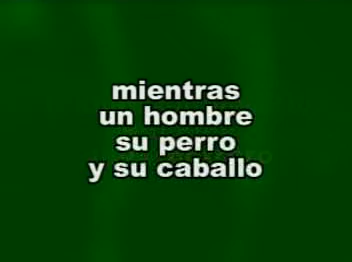 mientras
un hombre
su perro
y su caballo